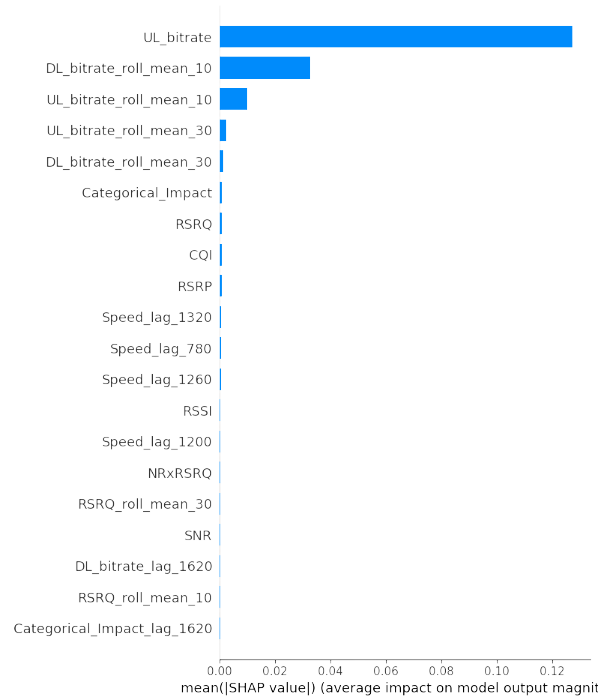 UL_bitrate
DL_bitrate_roll_mean_10
UL_bitrate_roll_mean_10
UL_bitrate_roll_mean_30
DL_bitrate_roll_mean_30
Categorical_Impact
RSRQ
CQI
RSRP
Speed_lag_1320
Speed_lag_780
Speed_lag_1260
RSSI
Speed_lag_1200
NRxRSRQ
RSRQ_roll_mean_30
SNR
DL_bitrate_lag_1620
RSRQ_roll_mean_10
Categorical_Impact_lag_1620
0.00 0.02 0.04 0.06 0.08 0.10 0.12
mean(|SHAP value|) (average impact on model output magnit